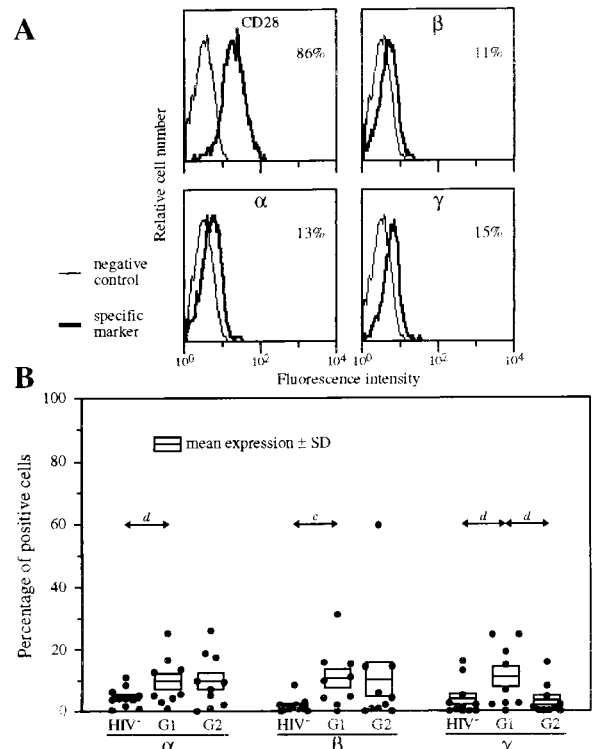 A
CD28
86%
β
11%
Relative cell number
α
13%
γ
15%
negative
control
specific
marker
10⁰ 10² 10⁴
10⁰ 10² 10⁴
Fluorescence intensity
B
Percentage of positive cells
100
80
60
40
20
0
mean expression ± SD
d
c
d
d
HIV⁻ G1 G2
HIV⁻ G1 G2
HIV⁻ G1 G2
α
β
γ